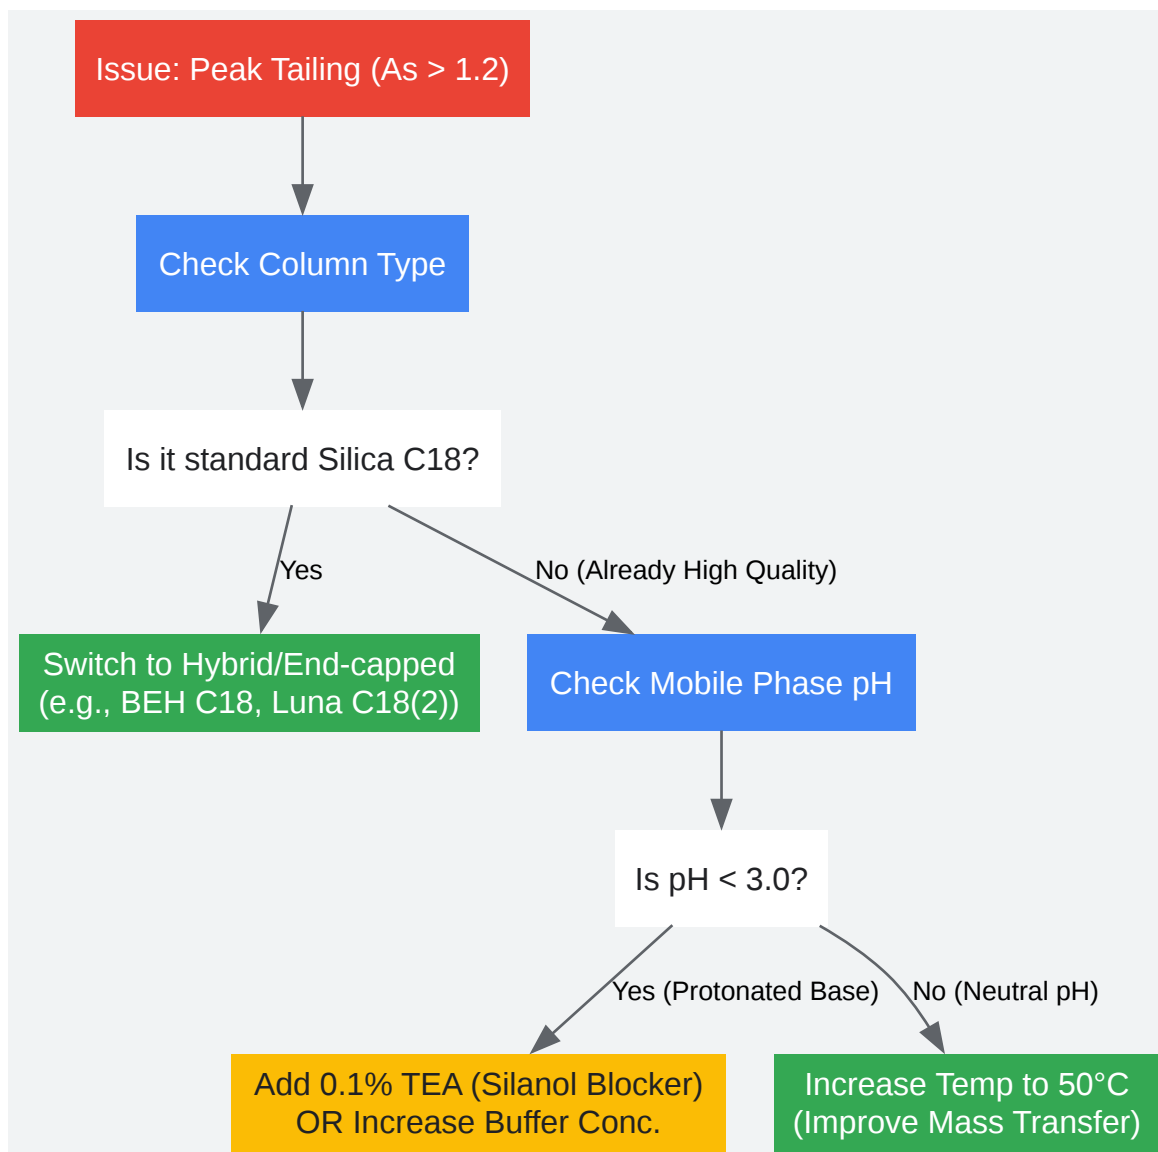 Issue: Peak Tailing (As > 1.2)
Check Column Type
Is it standard Silica C18?
Yes
No (Already High Quality)
Switch to Hybrid/End-capped
(e.g., BEH C18, Luna C18(2))
Check Mobile Phase pH
Is pH < 3.0?
Yes (Protonated Base)
No (Neutral pH)
Add 0.1% TEA (Silanol Blocker)
OR Increase Buffer Conc.
Increase Temp to 50°C
(Improve Mass Transfer)